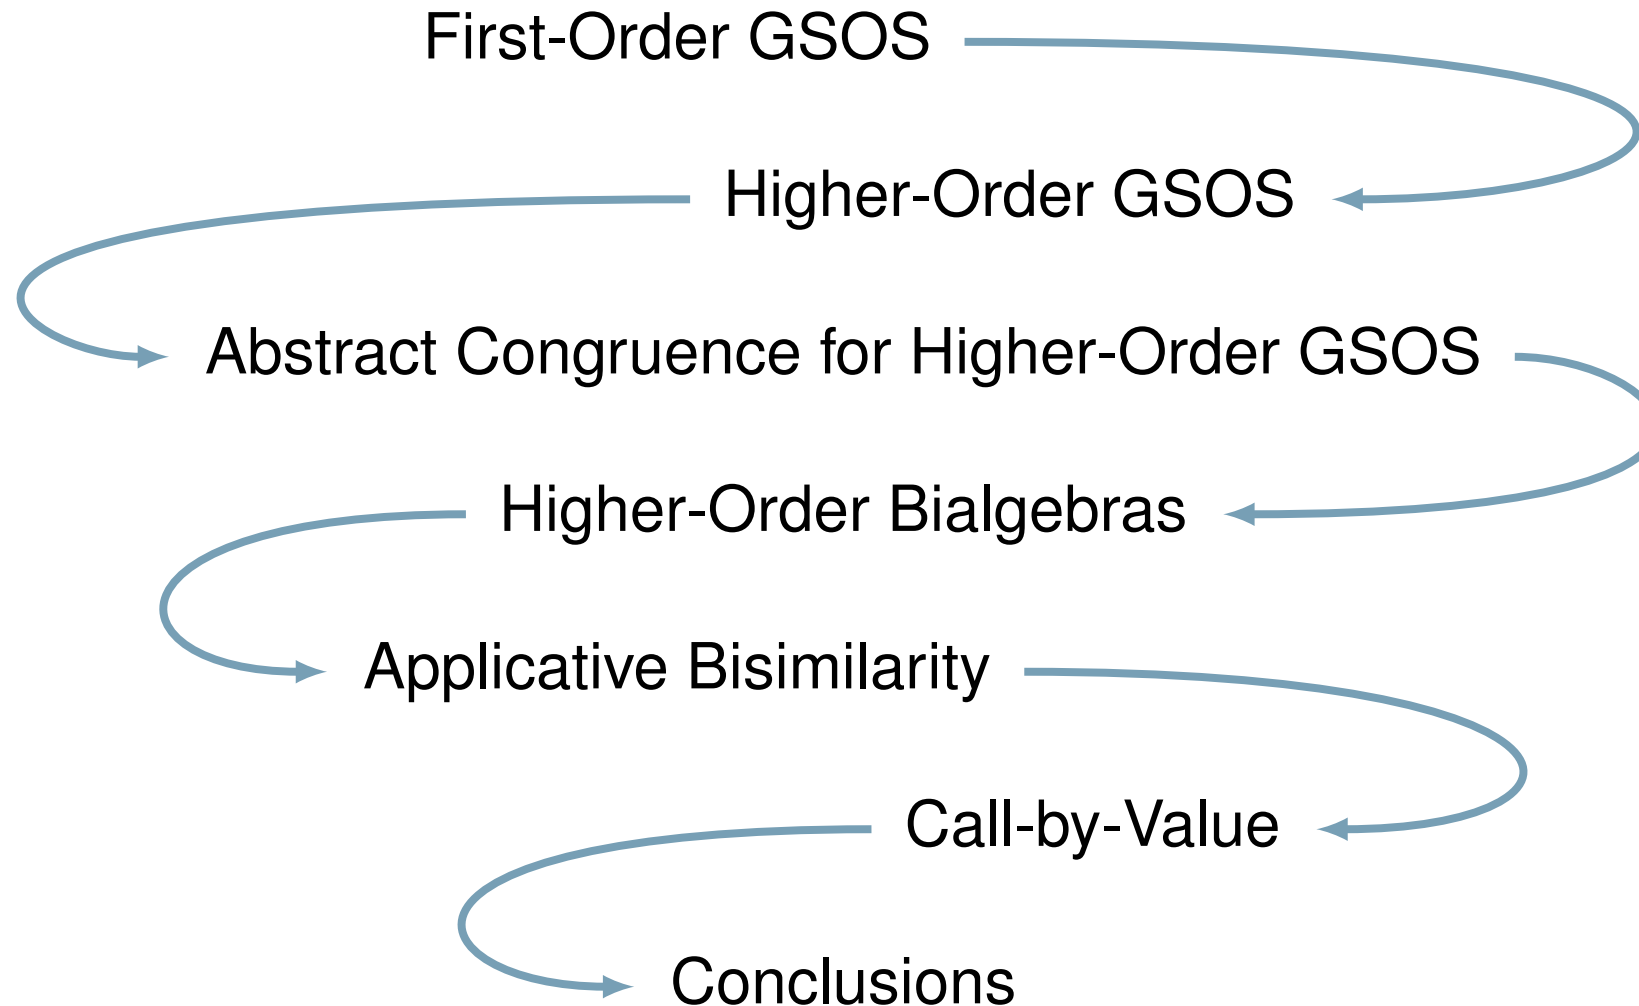 First-Order GSOS
Higher-Order GSOS
Abstract Congruence for Higher-Order GSOS
Higher-Order Bialgebras
Applicative Bisimilarity
Call-by-Value
Conclusions